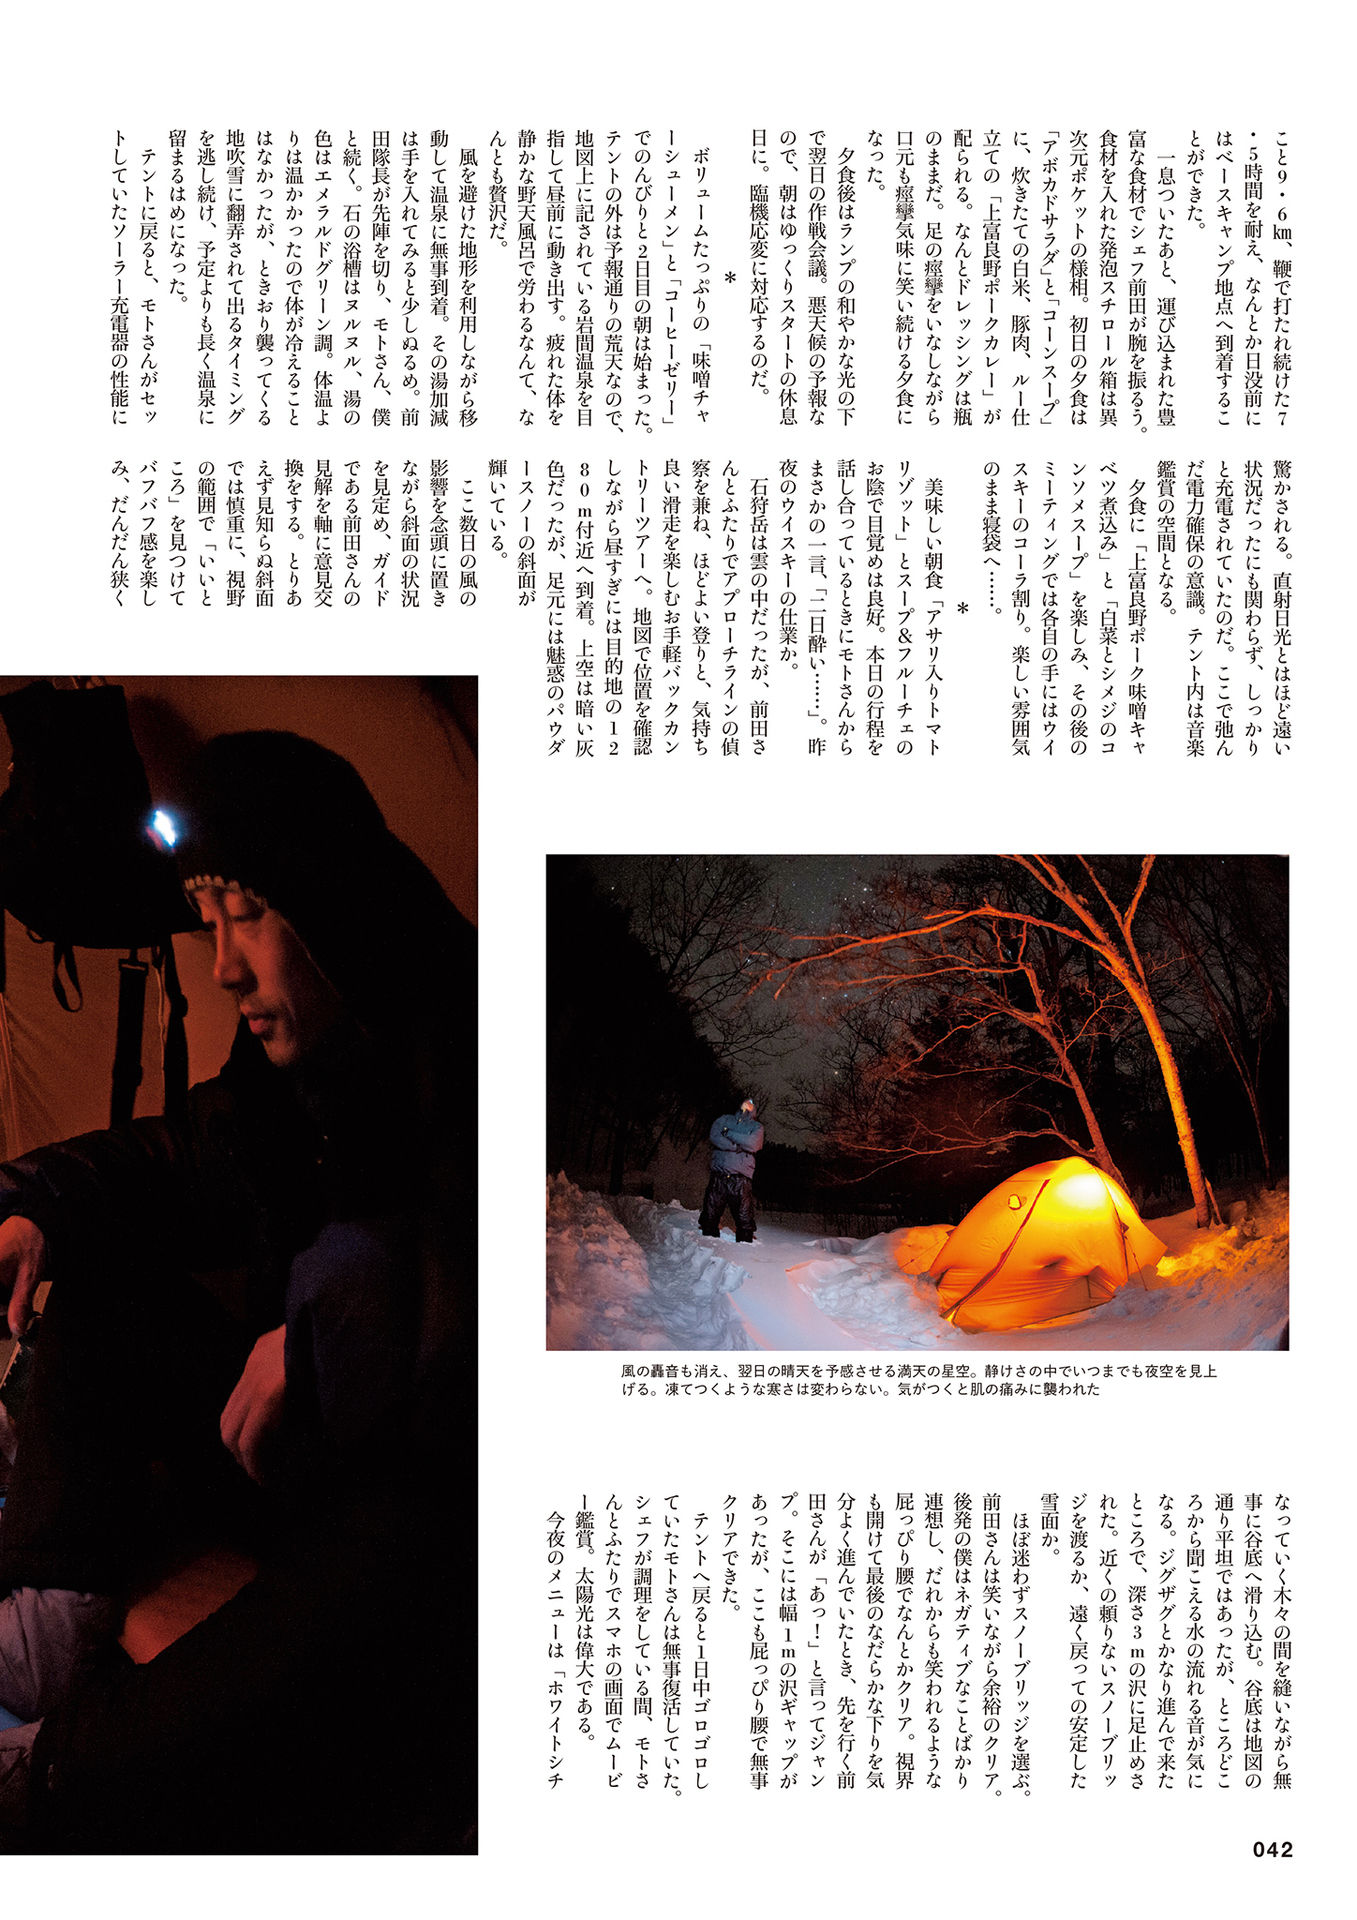 こと9・6㎞、鞭で打たれ続けた7
・5時間を耐え、なんとか日没前に
はベースキャンプ地点へ到着するこ
とができた。
一息ついたあと、運び込まれた豊
富な食材でシェフ前田が腕を振るう。
食材を入れた発泡スチロール箱は異
次元ポケットの様相。初日の夕食は
「アボカドサラダ」と「コーンスープ」
に、炊きたての白米、豚肉、ルー仕
立ての「上富良野ポークカレー」が
配られる。なんとドレッシングは瓶
のままだ。足の痙攣をいなしながら
口元も痙攣気味に笑い続ける夕食に
なった。
夕食後はランプの和やかな光の下
で翌日の作戦会議。悪天候の予報な
ので、朝はゆっくりスタートの休息
日に。臨機応変に対応するのだ。
*
ボリュームたっぷりの「味噌チャ
ーシューメン」と「コーヒーゼリー」
でのんびりと2日目の朝は始まった。
テントの外は予報通りの荒天なので、
地図上に記されている岩間温泉を目
指して昼前に動き出す。疲れた体を
静かな野天風呂で労わるなんて、な
んとも贅沢だ。
風を避けた地形を利用しながら移
動して温泉に無事到着。その湯加減
は手を入れてみると少しぬるめ。前
田隊長が先陣を切り、モトさん、僕
と続く。石の浴槽はヌルヌル、湯の
色はエメラルドグリーン調。体温よ
りは温かかったので体が冷えること
はなかったが、ときおり襲ってくる
地吹雪に翻弄されて出るタイミング
を逃し続け、予定よりも長く温泉に
留まるはめになった。
テントに戻ると、モトさんがセッ
トしていたソーラー充電器の性能に
驚かされる。直射日光とはほど遠い
状況だったにも関わらず、しっかり
と充電されていたのだ。ここで弛ん
だ電力確保の意識。テント内は音楽
鑑賞の空間となる。
夕食に「上富良野ポーク味噌キャ
ベツ煮込み」と「白菜とシメジのコ
ンソメスープ」を楽しみ、その後の
ミーティングでは各自の手にはウイ
スキーのコーラ割り。楽しい雰囲気
のまま寝袋へ……。
*
美味しい朝食「アサリ入りトマト
リゾット」とスープ&フルーチェの
お陰で目覚めは良好。本日の行程を
話し合っているときにモトさんから
まさかの一言、「二日酔い……」。昨
夜のウイスキーの仕業か。
石狩岳は雲の中だったが、前田さ
んとふたりでアプローチラインの偵
察を兼ね、ほどよい登りと、気持ち
良い滑走を楽しむお手軽バックカン
トリーツアーへ。地図で位置を確認
しながら昼すぎには目的地の12
80m付近へ到着。上空は暗い灰
色だったが、足元には魅惑のパウダ
ースノーの斜面が
輝いている。
ここ数日の風の
影響を念頭に置き
ながら斜面の状況
を見定め、ガイド
である前田さんの
見解を軸に意見交
換をする。とりあ
えず見知らぬ斜面
では慎重に、視野
の範囲で「いいと
ころ」を見つけて
バフバフ感を楽し
み、だんだん狭く
風の轟音も消え、翌日の晴天を予感させる満天の星空。静けさの中でいつまでも夜空を見上
げる。凍てつくような寒さは変わらない。気がつくと肌の痛みに襲われた
なっていく木々の間を縫いながら無
事に谷底へ滑り込む。谷底は地図の
通り平坦ではあったが、ところどこ
ろから聞こえる水の流れる音が気に
なる。ジグザグとかなり進んで来た
ところで、深さ3mの沢に足止めさ
れた。近くの頼りないスノーブリッ
ジを渡るか、遠く戻っての安定した
雪面か。
ほぼ迷わずスノーブリッジを選ぶ。
前田さんは笑いながら余裕のクリア。
後発の僕はネガティブなことばかり
連想し、だれからも笑われるような
屁っぴり腰でなんとかクリア。視界
も開けて最後のなだらかな下りを気
分よく進んでいたとき、先を行く前
田さんが「あっ!」と言ってジャン
プ。そこには幅1mの沢ギャップが
あったが、ここも屁っぴり腰で無事
クリアできた。
テントへ戻ると1日中ゴロゴロし
ていたモトさんは無事復活していた。
シェフが調理をしている間、モトさ
んとふたりでスマホの画面でムービ
ー鑑賞。太陽光は偉大である。
今夜のメニューは「ホワイトシチ
042